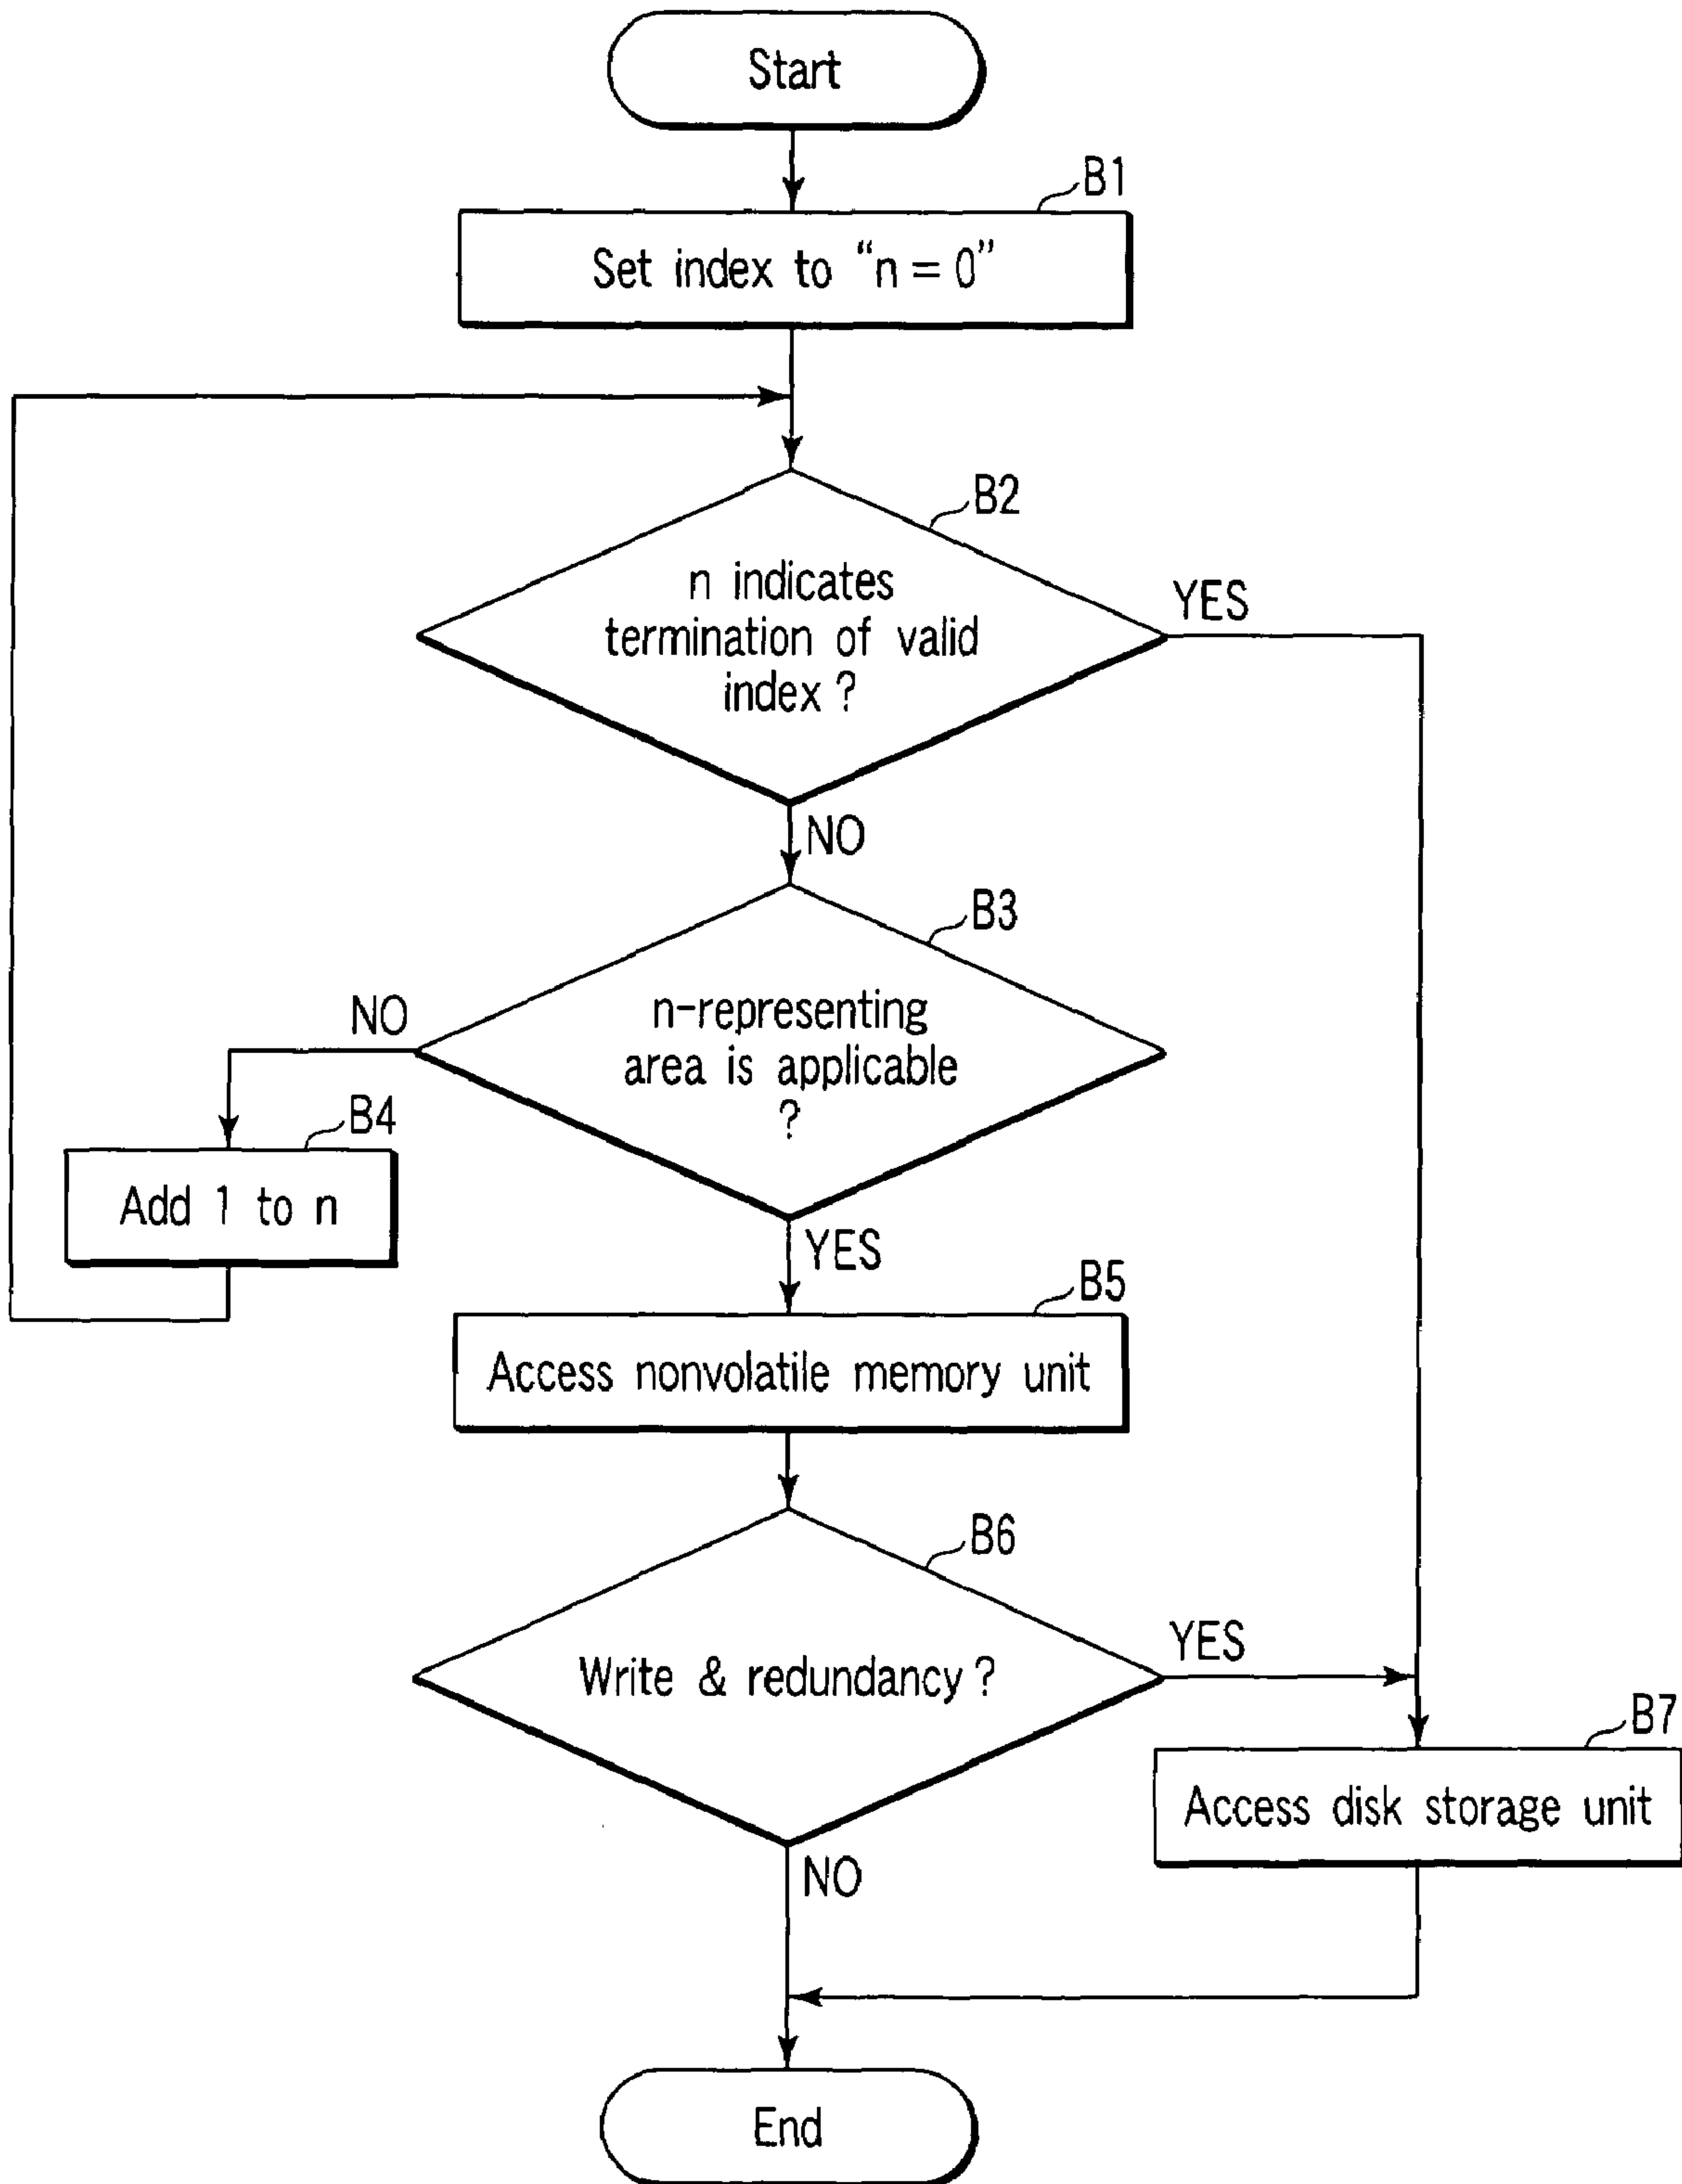 Start
B1
Set index to “n = 0”
B2
n indicates
termination of valid
index ?
YES
NO
B3
n-representing
area is applicable
?
NO
B4
Add 1 to n
YES
B5
Access nonvolatile memory unit
B6
Write & redundancy ?
YES
B7
Access disk storage unit
NO
End